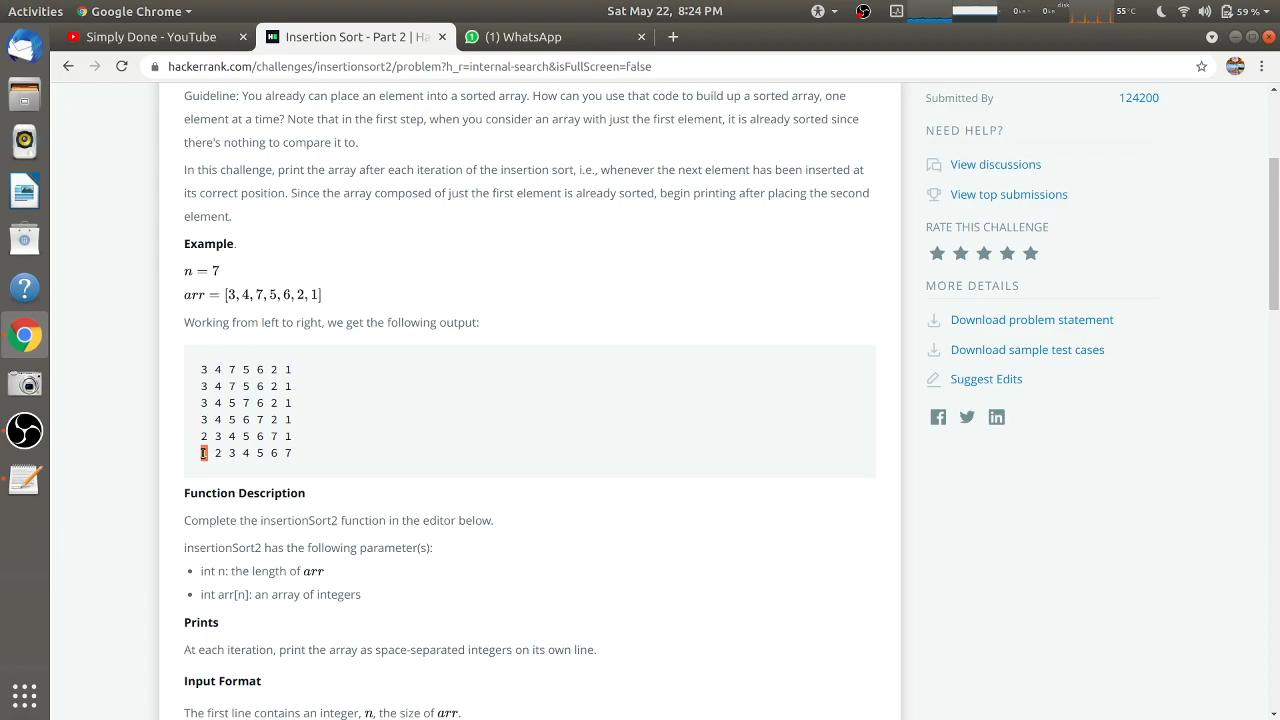 Activities
Google Chrome
Sat May 22, 8:24 PM
55°C
59 %
Simply Done - YouTube
Insertion Sort - Part 2 | Ha
(1) WhatsApp
hackerrank.com/challenges/insertionsort2/problem?h_r=internal-search&isFullScreen=false
Guideline: You already can place an element into a sorted array. How can you use that code to build up a sorted array, one
element at a time? Note that in the first step, when you consider an array with just the first element, it is already sorted since
there's nothing to compare it to.
In this challenge, print the array after each iteration of the insertion sort, i.e., whenever the next element has been inserted at
its correct position. Since the array composed of just the first element is already sorted, begin printing after placing the second
element.
Example.
n = 7
arr = [3, 4, 7, 5, 6, 2, 1]
Working from left to right, we get the following output:
3 4 7 5 6 2 1
3 4 7 5 6 2 1
3 4 5 7 6 2 1
3 4 5 6 7 2 1
2 3 4 5 6 7 1
1 2 3 4 5 6 7
Function Description
Complete the insertionSort2 function in the editor below.
insertionSort2 has the following parameter(s):
• int n: the length of arr
• int arr[n]: an array of integers
Prints
At each iteration, print the array as space-separated integers on its own line.
Input Format
The first line contains an integer, n, the size of arr.
Submitted By
124200
NEED HELP?
View discussions
View top submissions
RATE THIS CHALLENGE
MORE DETAILS
Download problem statement
Download sample test cases
Suggest Edits